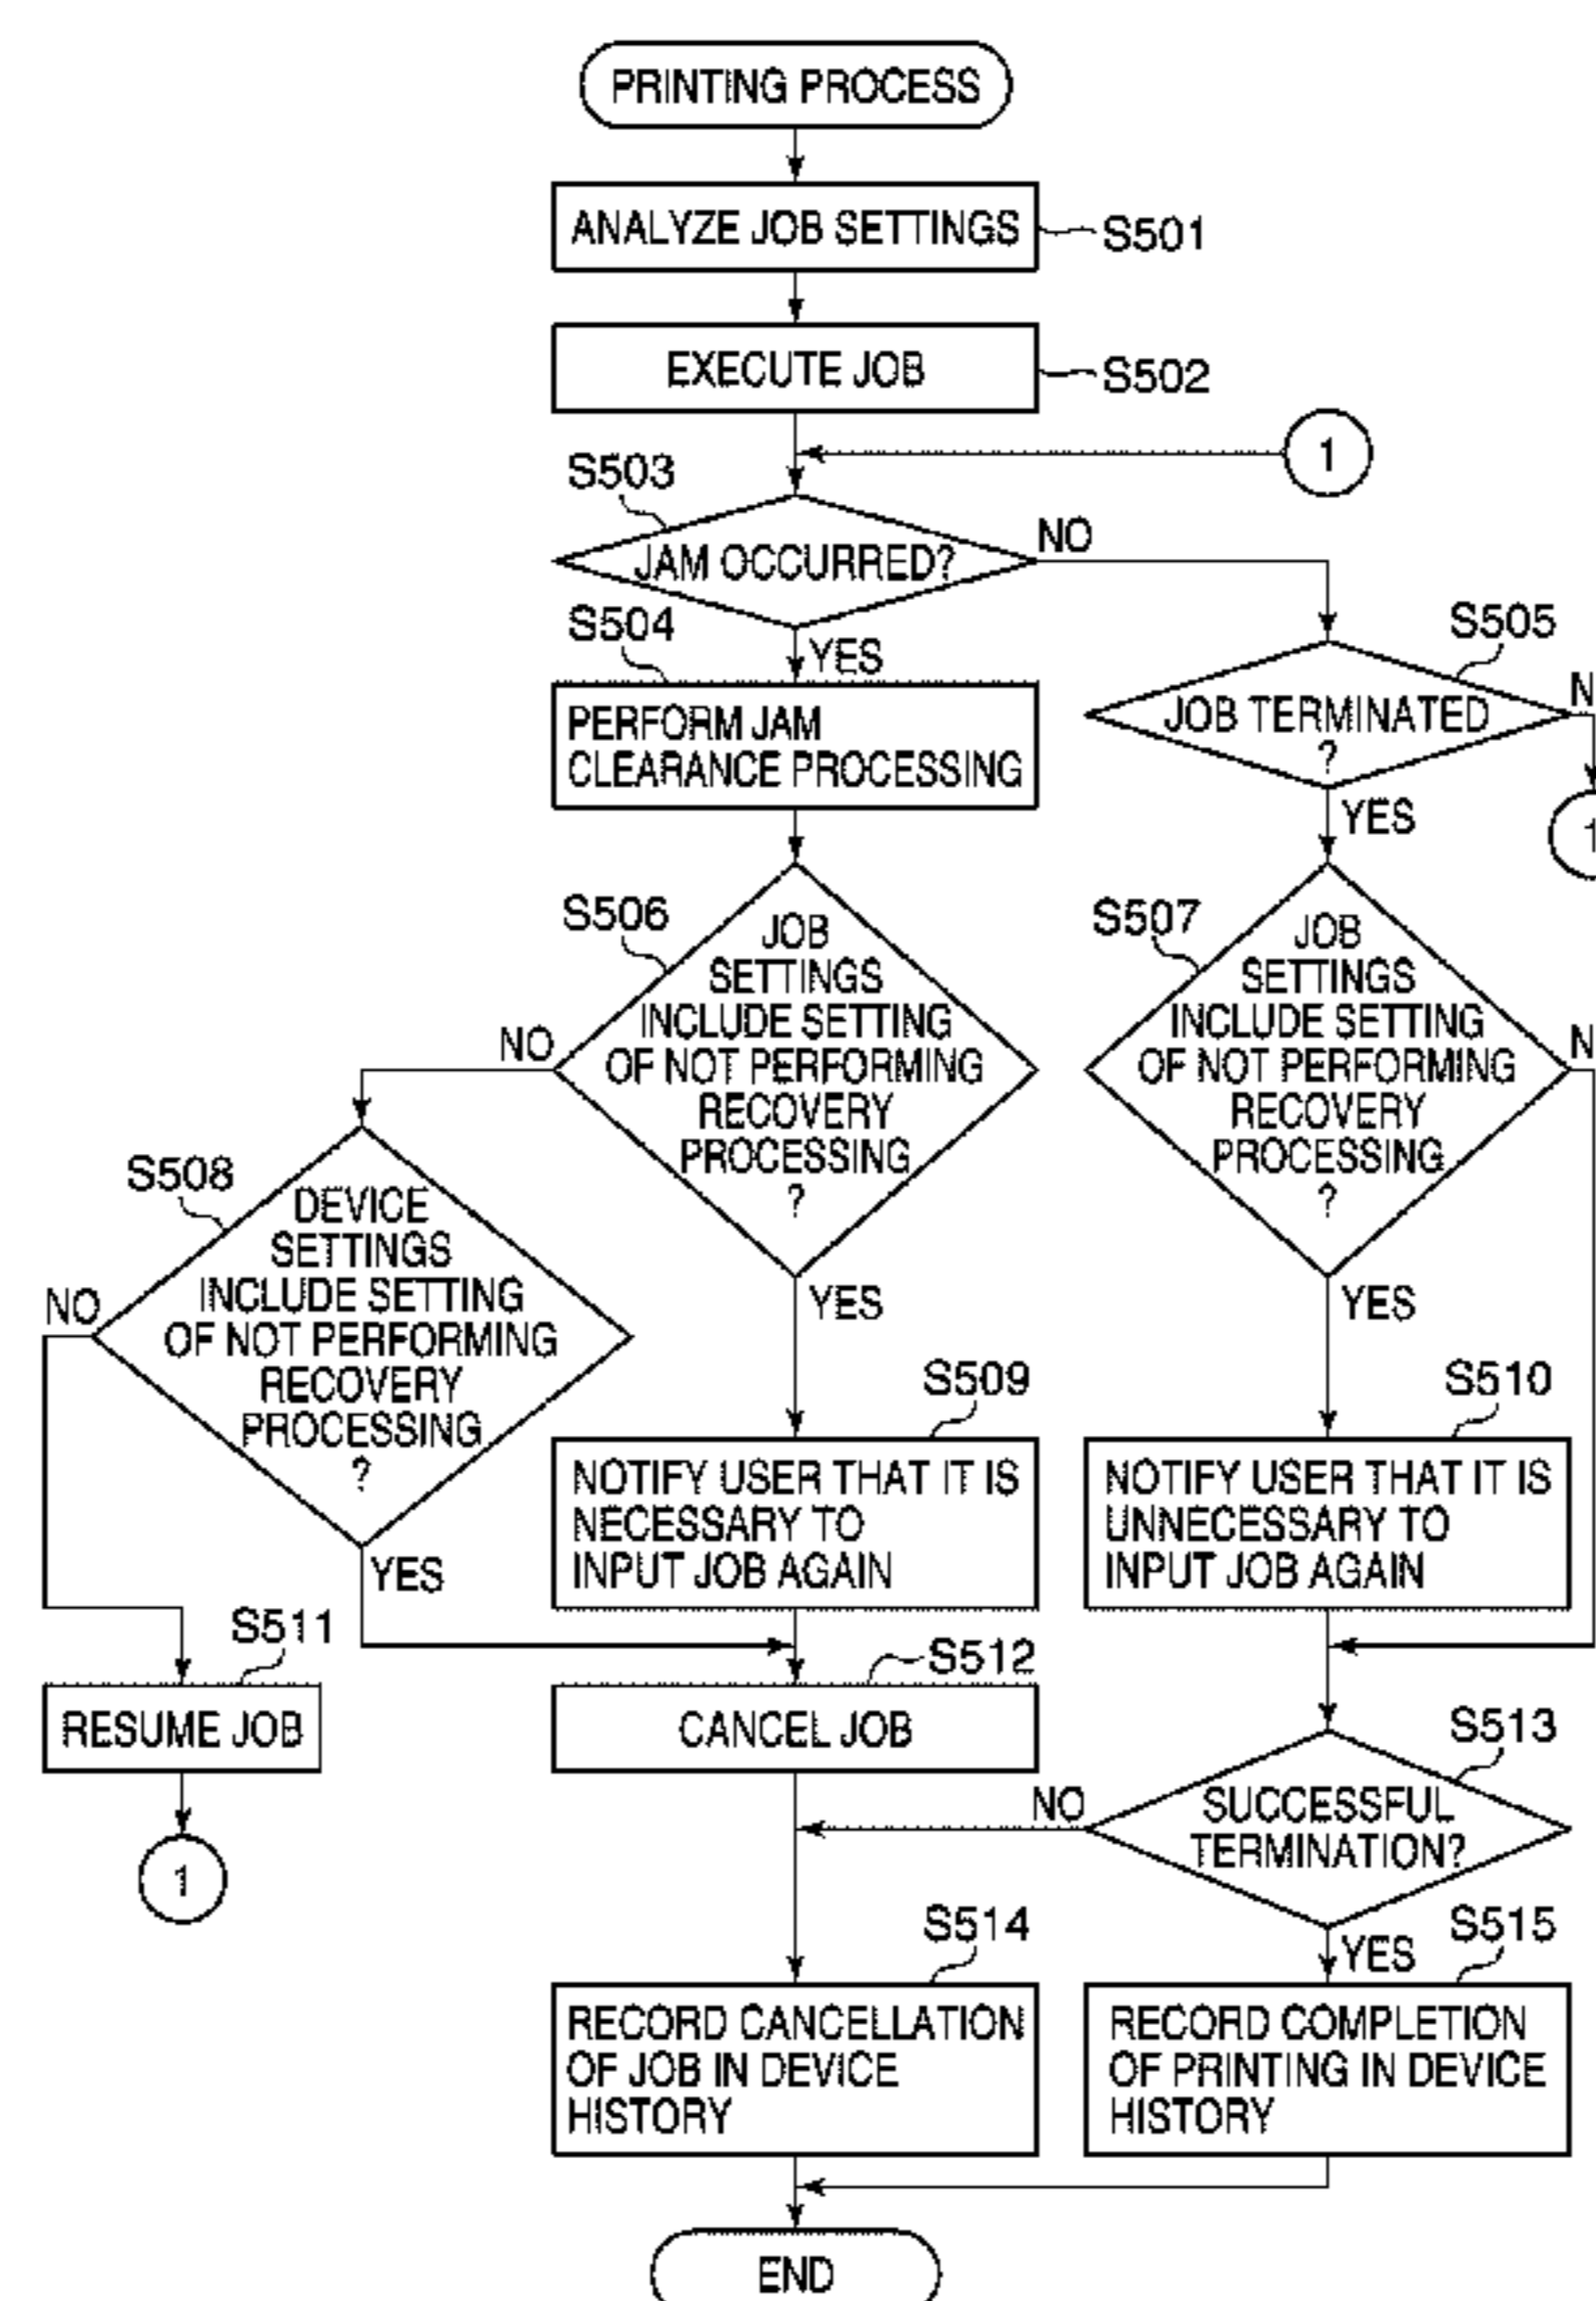 PRINTING PROCESS
ANALYZE JOB SETTINGS
S501
EXECUTE JOB
S502
1
S503
JAM OCCURRED?
NO
S504
YES
PERFORM JAM
CLEARANCE PROCESSING
S505
JOB TERMINATED
?
N
YES
1
S506
JOB
SETTINGS
INCLUDE SETTING
OF NOT PERFORMING
RECOVERY
PROCESSING
?
NO
YES
S507
JOB
SETTINGS
INCLUDE SETTING
OF NOT PERFORMING
RECOVERY
PROCESSING
?
N
YES
S508
DEVICE
SETTINGS
INCLUDE SETTING
OF NOT PERFORMING
RECOVERY
PROCESSING
?
NO
YES
S509
NOTIFY USER THAT IT IS
NECESSARY TO
INPUT JOB AGAIN
S510
NOTIFY USER THAT IT IS
UNNECESSARY TO
INPUT JOB AGAIN
S511
RESUME JOB
1
S512
CANCEL JOB
S513
SUCCESSFUL
TERMINATION?
NO
YES
S514
RECORD CANCELLATION
OF JOB IN DEVICE
HISTORY
S515
RECORD COMPLETION
OF PRINTING IN DEVICE
HISTORY
END